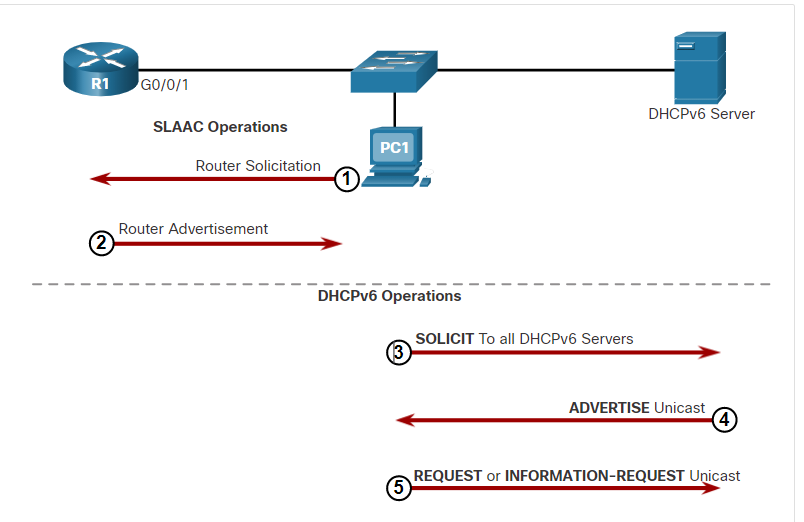 R1
G0/0/1
DHCPv6 Server
SLAAC Operations
PC1
Router Solicitation
1
Router Advertisement
2
DHCPv6 Operations
SOLICIT To all DHCPv6 Servers
3
ADVERTISE Unicast
4
REQUEST or INFORMATION-REQUEST Unicast
5